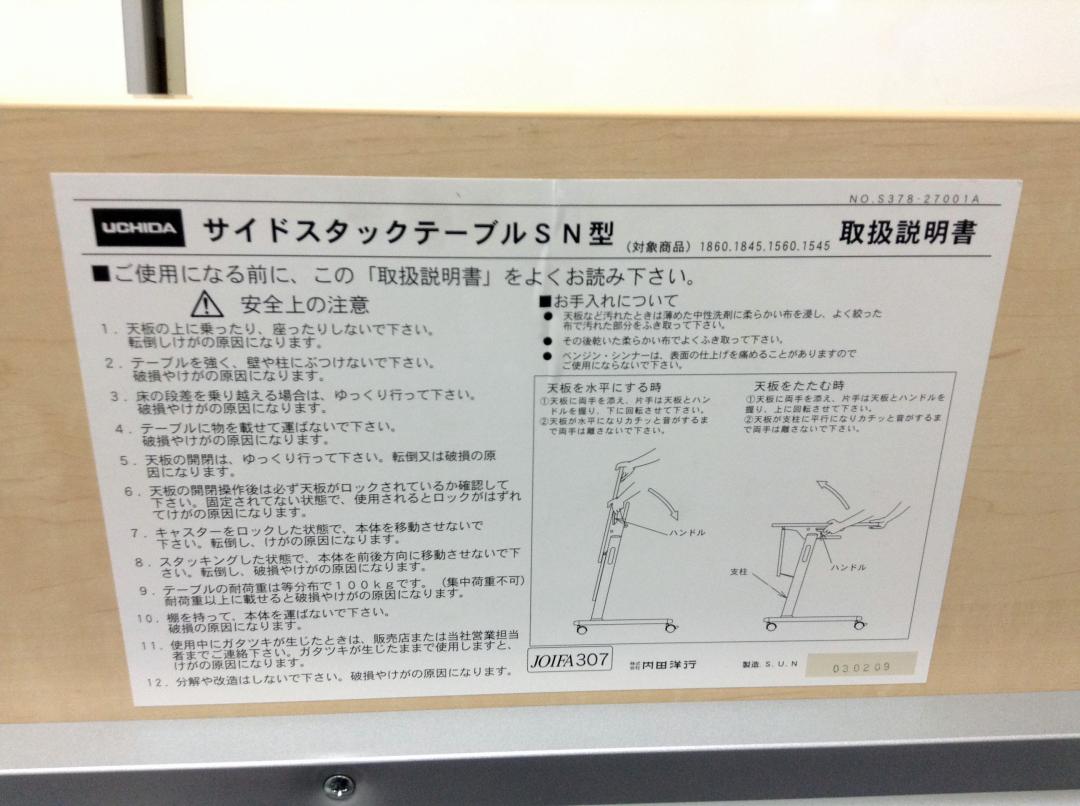 NO.S378-27001A
UCHIDA サイドスタックテーブルSN型 (対象商品) 1860.1845.1560.1545 取扱説明書
■ご使用になる前に、この「取扱説明書」をよくお読み下さい。
安全上の注意
1．天板の上に乗ったり、座ったりしないで下さい。
転倒しけがの原因になります。
2．テーブルを強く、壁や柱にぶつけないで下さい。
破損やけがの原因になります。
3．床の段差を乗り越える場合は、ゆっくり行って下さい。
破損やけがの原因になります。
4．テーブルに物を載せて運ばないで下さい。
破損やけがの原因になります。
5．天板の開閉は、ゆっくり行って下さい。転倒又は破損の原
因になります。
6．天板の開閉操作後は必ず天板がロックされているか確認して
下さい。固定されてない状態で、使用されるとロックがはずれ
てけがの原因になります。
7．キャスターをロックした状態で、本体を移動させないで
下さい。転倒し、けがの原因になります。
8．スタッキングした状態で、本体を前後方向に移動させないで下
さい。転倒し、破損やけがの原因になります。
9．テーブルの耐荷重は等分布で100kgです。（集中荷重不可）
耐荷重以上に載せると破損やけがの原因になります。
10．棚を持って、本体を運ばないで下さい。
破損の原因になります。
11．使用中にガタツキが生じたときは、販売店または当社営業担当
者までご連絡下さい。ガタツキが生じたままで使用しますと、
けがの原因になります。
12．分解や改造はしないで下さい。破損やけがの原因になります。
■お手入れについて
● 天板など汚れたときは薄めた中性洗剤に柔らかい布を浸し、よく絞った
布で汚れた部分をふき取って下さい。
● その後乾いた柔らかい布でよくふき取って下さい。
● ベンジン・シンナーは、表面の仕上げを痛めることがありますので
ご使用にならないで下さい。
天板を水平にする時
①天板に両手を添え、片手は天板とハン
ドルを握り、下に回転させて下さい。
②天板が水平になりカチッと音がするま
で両手は離さないで下さい。
ハンドル
天板をたたむ時
①天板に両手を添え、片手は天板とハンドルを
握り、上に回転させて下さい。
②天板が支柱に平行になりカチッと音がするま
で両手は離さないで下さい。
支柱
ハンドル
JOIFA307 株式会社 内田洋行 製造.S.U.N 030209